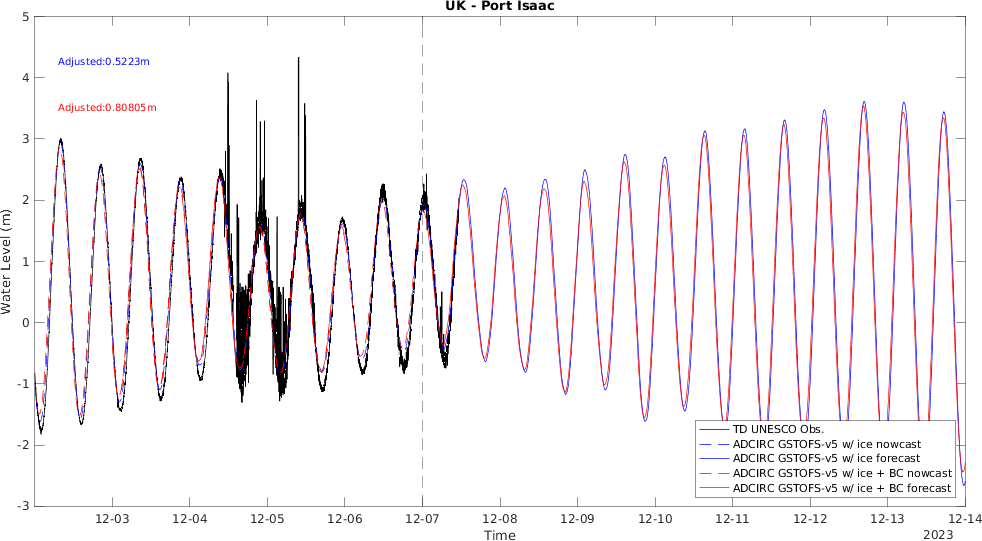 UK - Port Isaac
5
4
3
2
1
0
-1
-2
-3
Water Level (m)
Adjusted:0.5223m
Adjusted:0.80805m
TD UNESCO Obs.
ADCIRC GSTOFS-v5 w/ ice nowcast
ADCIRC GSTOFS-v5 w/ ice forecast
ADCIRC GSTOFS-v5 w/ ice + BC nowcast
ADCIRC GSTOFS-v5 w/ ice + BC forecast
12-03 12-04 12-05 12-06 12-07 12-08 12-09 12-10 12-11 12-12 12-13 12-14
Time
2023